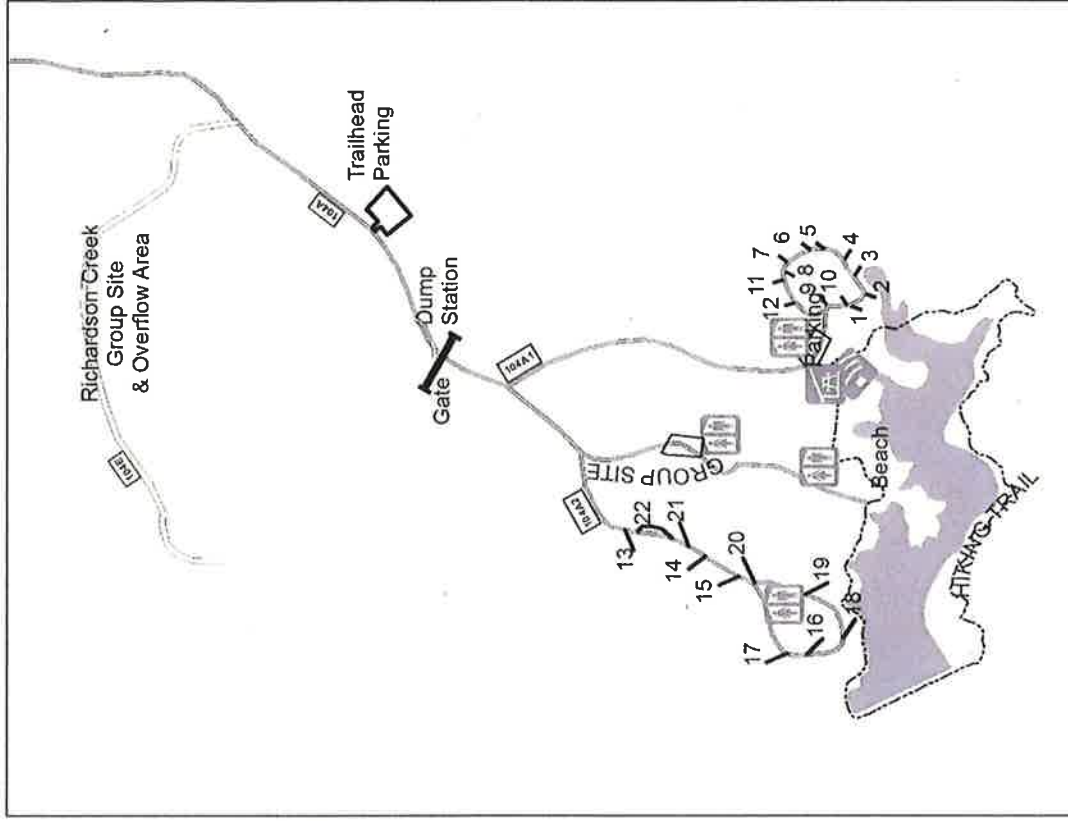 Richardson Creek
Group Site
& Overflow Area
104E
104A
Trailhead
Parking
Dump
Station
Gate
104A1
104A2
GROUP SITE
13
22
21
14
15
20
19
17
16
18
Beach
Parking
12
11
7
6
5
8
9
10
4
3
1
2
HIKING TRAIL